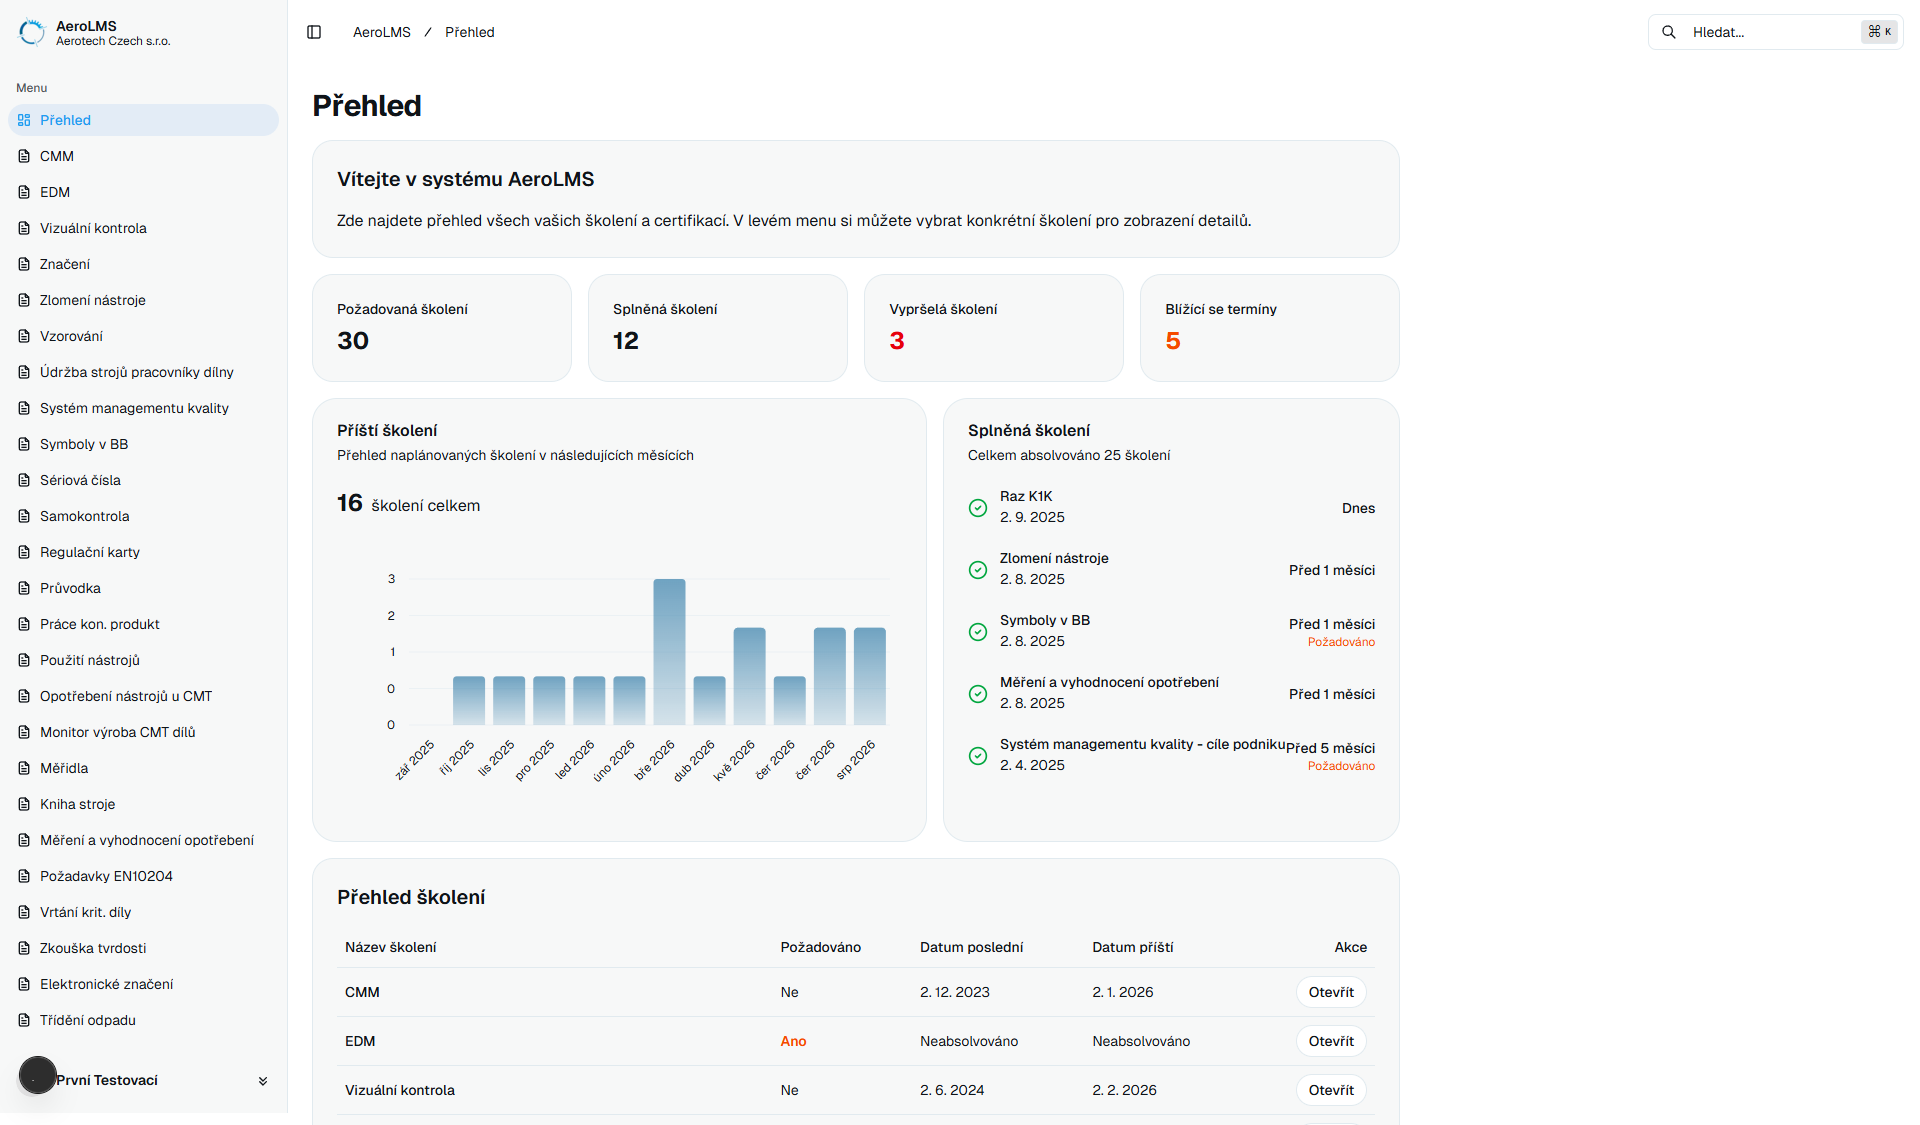 AeroLMS
Aerotech Czech s.r.o.
Menu
Přehled
CMM
EDM
Vizuální kontrola
Značení
Zlomení nástroje
Vzorování
Údržba strojů pracovníky dílny
Systém managementu kvality
Symboly v BB
Sériová čísla
Samokontrola
Regulační karty
Průvodka
Práce kon. produkt
Použití nástrojů
Opotřebení nástrojů u CMT
Monitor výroba CMT dílů
Měřidla
Kniha stroje
Měření a vyhodnocení opotřebení
Požadavky EN10204
Vrtání krit. díly
Zkouška tvrdosti
Elektronické značení
Třídění odpadu
První Testovací
AeroLMS / Přehled
Hledat... ⌘ K
Přehled
Vítejte v systému AeroLMS
Zde najdete přehled všech vašich školení a certifikací. V levém menu si můžete vybrat konkrétní školení pro zobrazení detailů.
Požadovaná školení
30
Splněná školení
12
Vypršelá školení
3
Blížící se termíny
5
Příští školení
Přehled naplánovaných školení v následujících měsících
16 školení celkem
3
2
1
0
0
zář 2025
říj 2025
lis 2025
pro 2025
led 2026
úno 2026
bře 2026
dub 2026
kvě 2026
čer 2026
čer 2026
srp 2026
Splněná školení
Celkem absolvováno 25 školení
Raz K1K
2. 9. 2025
Dnes
Zlomení nástroje
2. 8. 2025
Před 1 měsíci
Symboly v BB
2. 8. 2025
Před 1 měsíci
Požadováno
Měření a vyhodnocení opotřebení
2. 8. 2025
Před 1 měsíci
Systém managementu kvality - cíle podniku
2. 4. 2025
Před 5 měsíci
Požadováno
Přehled školení
Název školení Požadováno Datum poslední Datum příští Akce
CMM Ne 2. 12. 2023 2. 1. 2026 Otevřít
EDM Ano Neabsolvováno Neabsolvováno Otevřít
Vizuální kontrola Ne 2. 6. 2024 2. 2. 2026 Otevřít